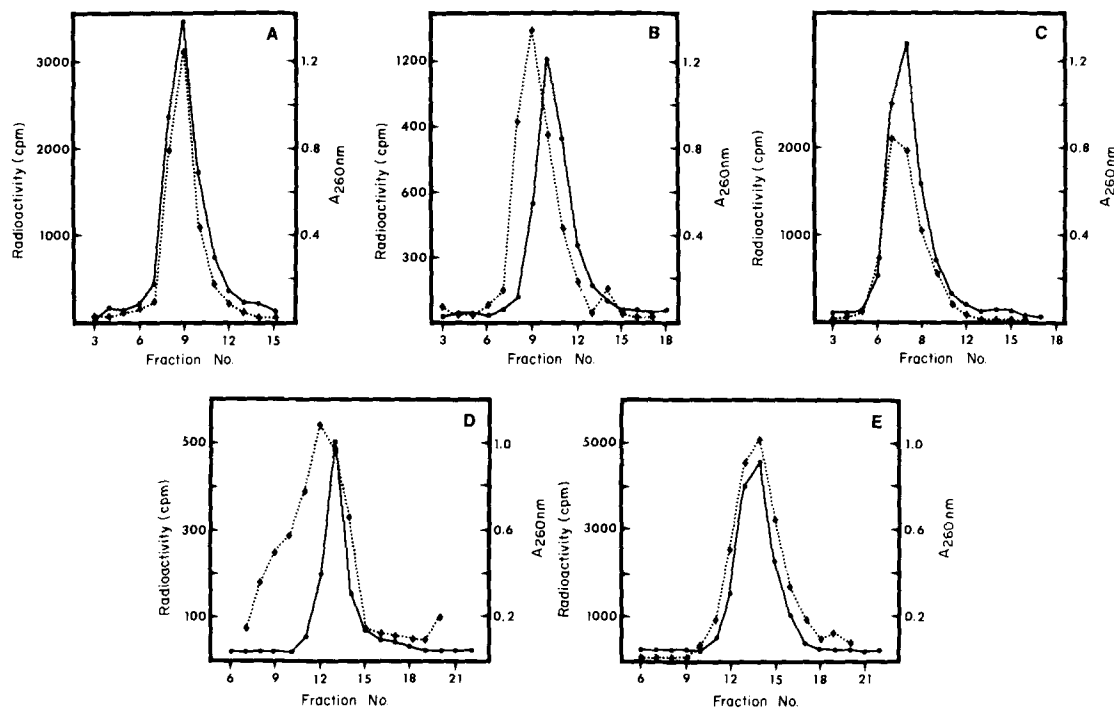 A
Radioactivity (cpm)
3000
2000
1000
1.2
0.8
0.4
A260nm
3 6 9 12 15
Fraction No.
B
Radioactivity (cpm)
1200
400
600
300
1.2
0.8
0.4
A260nm
3 6 9 12 15 18
Fraction No.
C
Radioactivity (cpm)
2000
1000
1.2
0.8
0.4
A260nm
3 6 8 12 15 18
Fraction No.
D
Radioactivity (cpm)
500
300
100
1.0
0.6
0.2
A260nm
6 9 12 15 18 21
Fraction No.
E
Radioactivity (cpm)
5000
3000
1000
1.0
0.6
0.2
A260nm
6 9 12 15 18 21
Fraction No.